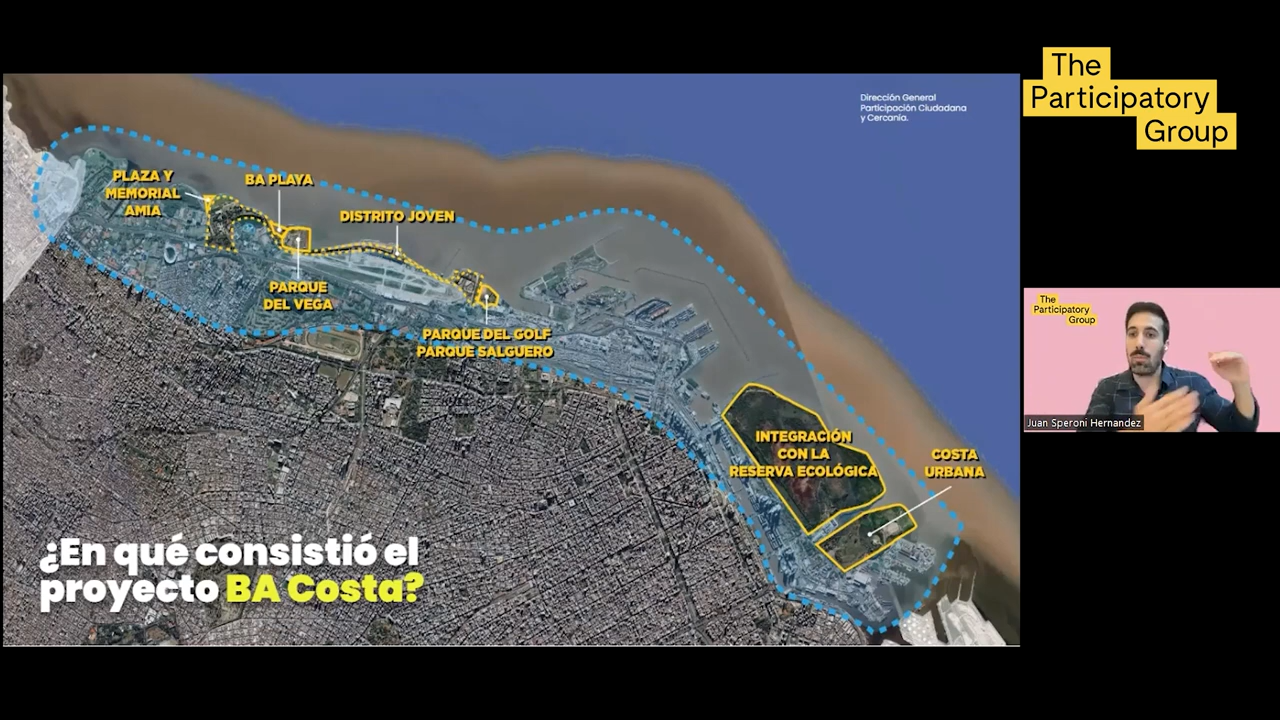 Dirección General
Participación Ciudadana
y Cercanía.
PLAZA Y
MEMORIAL
AMIA
BA PLAYA
DISTRITO JOVEN
PARQUE
DEL VEGA
PARQUE DEL GOLF
PARQUE SALGUERO
INTEGRACIÓN
CON LA
RESERVA ECOLÓGICA
COSTA
URBANA
¿En qué consistió el
proyecto BA Costa?
The
Participatory
Group
The
Participatory
Group
Juan Speroni Hernandez